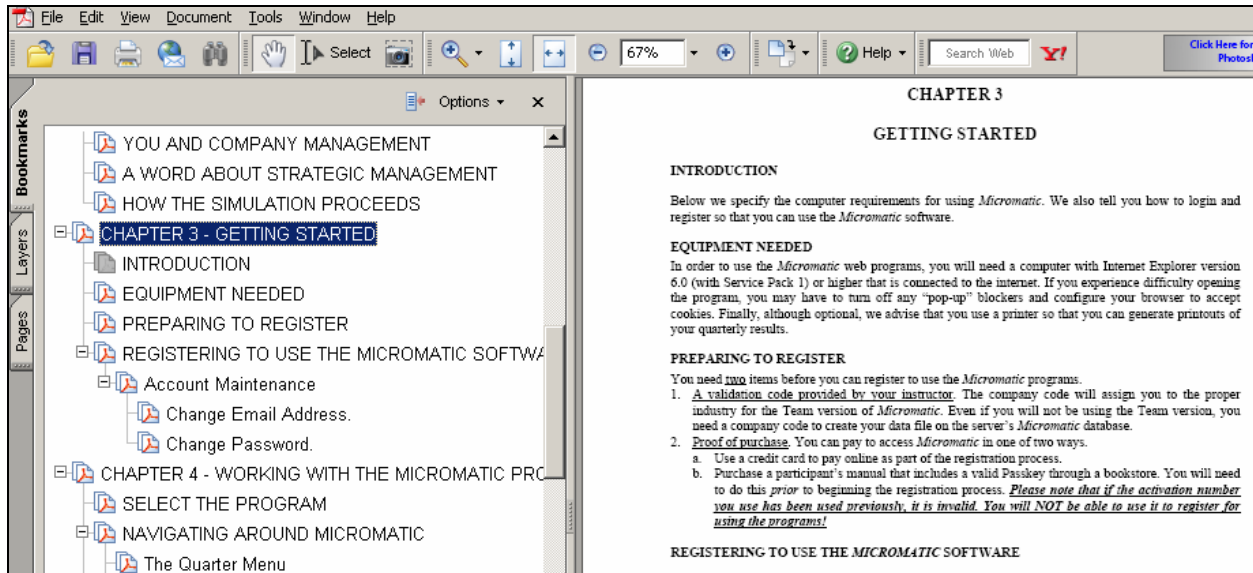 File Edit View Document Tools Window Help
Select 67% Help Search Web Y! Click Here for
Photos
Bookmarks
Layers
Pages
Options x
YOU AND COMPANY MANAGEMENT
A WORD ABOUT STRATEGIC MANAGEMENT
HOW THE SIMULATION PROCEEDS
CHAPTER 3 - GETTING STARTED
INTRODUCTION
EQUIPMENT NEEDED
PREPARING TO REGISTER
REGISTERING TO USE THE MICROMATIC SOFTWA
Account Maintenance
Change Email Address.
Change Password.
CHAPTER 4 - WORKING WITH THE MICROMATIC PRO
SELECT THE PROGRAM
NAVIGATING AROUND MICROMATIC
The Quarter Menu
CHAPTER 3
GETTING STARTED
INTRODUCTION
Below we specify the computer requirements for using Micromatic. We also tell you how to login and
register so that you can use the Micromatic software.
EQUIPMENT NEEDED
In order to use the Micromatic web programs, you will need a computer with Internet Explorer version
6.0 (with Service Pack 1) or higher that is connected to the internet. If you experience difficulty opening
the program, you may have to turn off any “pop-up” blockers and configure your browser to accept
cookies. Finally, although optional, we advise that you use a printer so that you can generate printouts of
your quarterly results.
PREPARING TO REGISTER
You need two items before you can register to use the Micromatic programs.
1. A validation code provided by your instructor. The company code will assign you to the proper
industry for the Team version of Micromatic. Even if you will not be using the Team version, you
need a company code to create your data file on the server’s Micromatic database.
2. Proof of purchase. You can pay to access Micromatic in one of two ways.
a. Use a credit card to pay online as part of the registration process.
b. Purchase a participant’s manual that includes a valid Passkey through a bookstore. You will need
to do this prior to beginning the registration process. Please note that if the activation number
you use has been used previously, it is invalid. You will NOT be able to use it to register for
using the programs!
REGISTERING TO USE THE MICROMATIC SOFTWARE